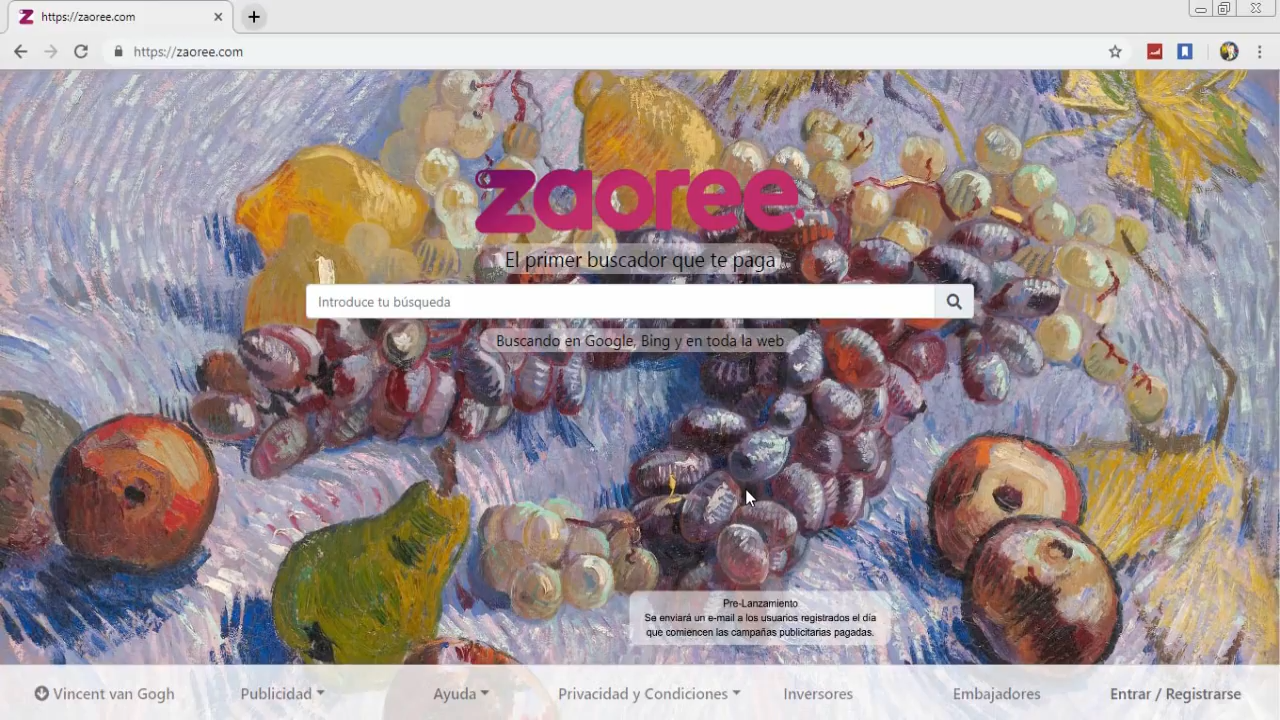 https://zaoree.com
https://zaoree.com
zaoree
El primer buscador que te paga
Introduce tu búsqueda
Buscando en Google, Bing y en toda la web
Pre-Lanzamiento
Se enviará un e-mail a los usuarios registrados el día
que comiencen las campañas publicitarias pagadas.
Vincent van Gogh Publicidad Ayuda Privacidad y Condiciones Inversores Embajadores Entrar / Registrarse